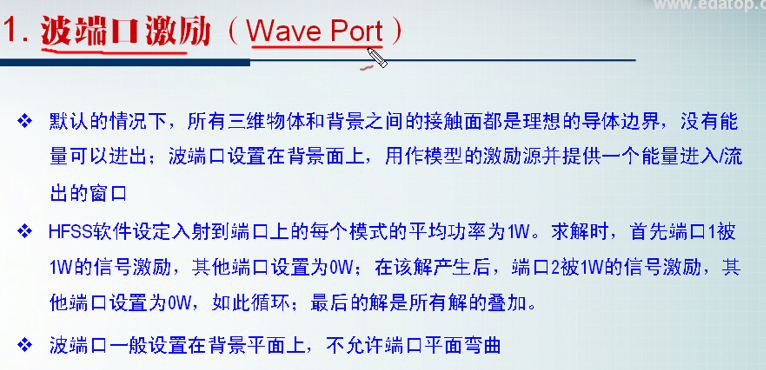 www.edatop.c
1. 波端口激励（Wave Port）
❖ 默认的情况下，所有三维物体和背景之间的接触面都是理想的导体边界，没有能
量可以进出；波端口设置在背景面上，用作模型的激励源并提供一个能量进入/流
出的窗口
❖ HFSS软件设定入射到端口上的每个模式的平均功率为1W。求解时，首先端口1被
1W的信号激励，其他端口设置为0W；在该解产生后，端口2被1W的信号激励，其
他端口设置为0W，如此循环；最后的解是所有解的叠加。
❖ 波端口一般设置在背景平面上，不允许端口平面弯曲